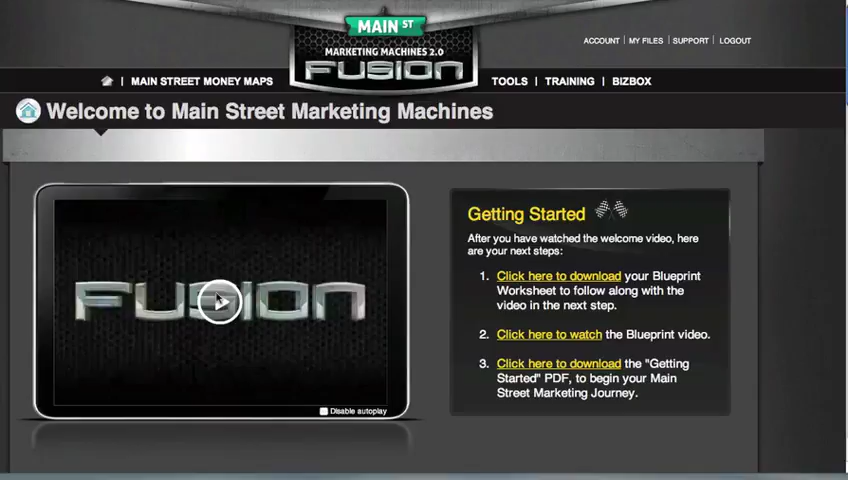 MAIN ST
MARKETING MACHINES 2.0
FUSION
ACCOUNT | MY FILES | SUPPORT | LOGOUT
| MAIN STREET MONEY MAPS
TOOLS | TRAINING | BIZBOX
Welcome to Main Street Marketing Machines
FUSION
Disable autoplay
Getting Started
After you have watched the welcome video, here
are your next steps:
1. Click here to download your Blueprint
Worksheet to follow along with the
video in the next step.
2. Click here to watch the Blueprint video.
3. Click here to download the "Getting
Started" PDF, to begin your Main
Street Marketing Journey.